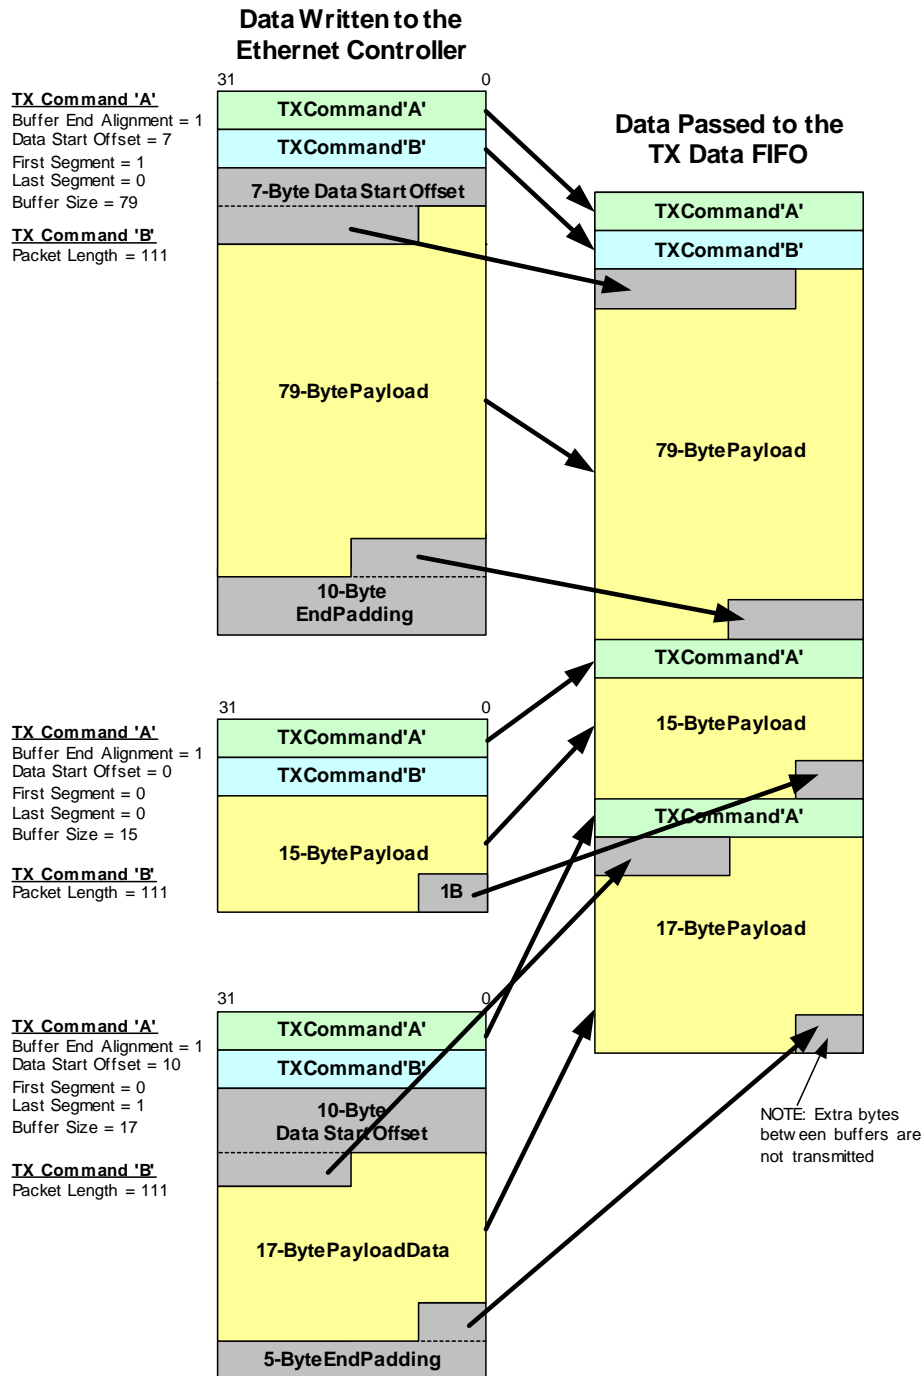 Data Written to the
Ethernet Controller
31 0
TX Command 'A'
Buffer End Alignment = 1
Data Start Offset = 7
First Segment = 1
Last Segment = 0
Buffer Size = 79
TX Command 'B'
Packet Length = 111
TXCommand'A'
TXCommand'B'
7-Byte Data Start Offset
79-BytePayload
10-Byte
EndPadding
Data Passed to the
TX Data FIFO
TXCommand'A'
TXCommand'B'
79-BytePayload
TXCommand'A'
15-BytePayload
TXCommand'A'
17-BytePayload
NOTE: Extra bytes
between buffers are
not transmitted
31 0
TX Command 'A'
Buffer End Alignment = 1
Data Start Offset = 0
First Segment = 0
Last Segment = 0
Buffer Size = 15
TX Command 'B'
Packet Length = 111
TXCommand'A'
TXCommand'B'
15-BytePayload
1B
31 0
TX Command 'A'
Buffer End Alignment = 1
Data Start Offset = 10
First Segment = 0
Last Segment = 1
Buffer Size = 17
TX Command 'B'
Packet Length = 111
TXCommand'A'
TXCommand'B'
10-Byte
Data Start Offset
17-BytePayloadData
5-ByteEndPadding